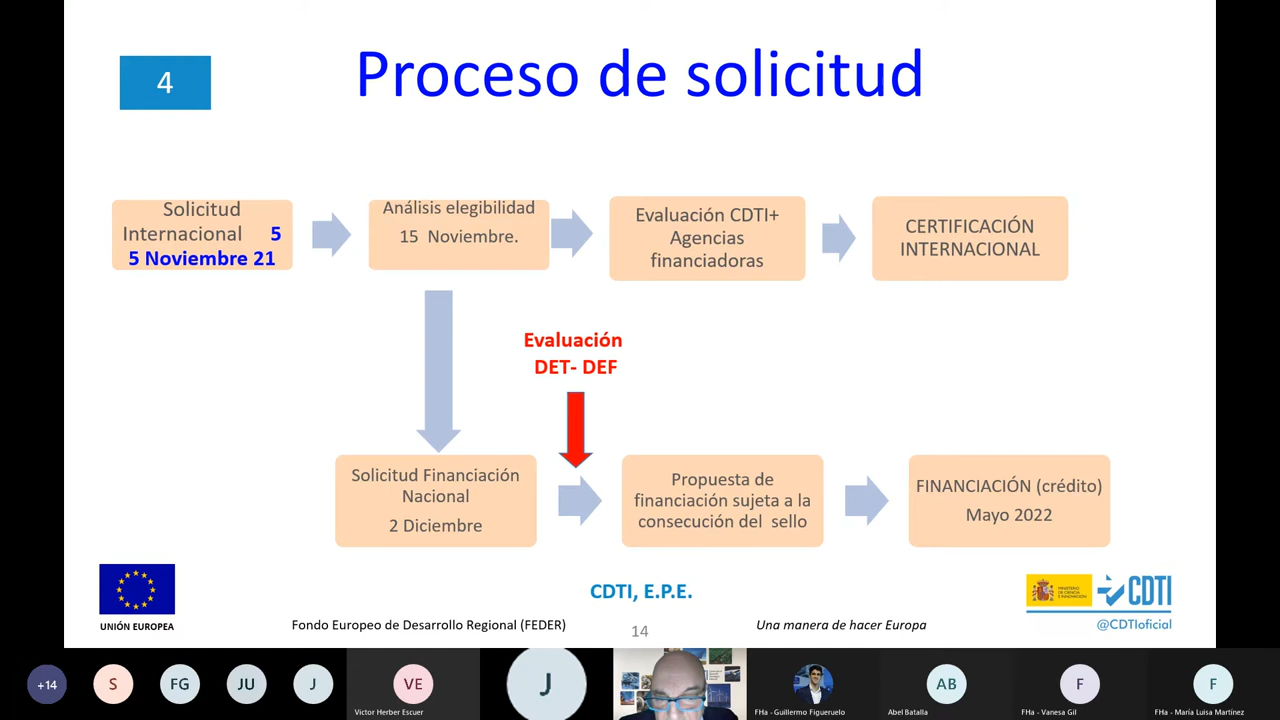 4
Proceso de solicitud
Solicitud
Internacional 5
5 Noviembre 21
Análisis elegibilidad
15 Noviembre.
Evaluación CDTI+
Agencias
financiadoras
CERTIFICACIÓN
INTERNACIONAL
Evaluación
DET- DEF
Solicitud Financiación
Nacional
2 Diciembre
Propuesta de
financiación sujeta a la
consecución del sello
FINANCIACIÓN (crédito)
Mayo 2022
UNIÓN EUROPEA
Fondo Europeo de Desarrollo Regional (FEDER)
CDTI, E.P.E.
14
Una manera de hacer Europa
MINISTERIO
DE CIENCIA
E INNOVACIÓN
CDTI
@CDTIoficial
+14
S
FG
JU
J
VE
Victor Herber Escuer
J
FHa - Guillermo Figueruelo
AB
Abel Batalla
F
FHa - Vanesa Gil
F
FHa - María Luisa Martínez